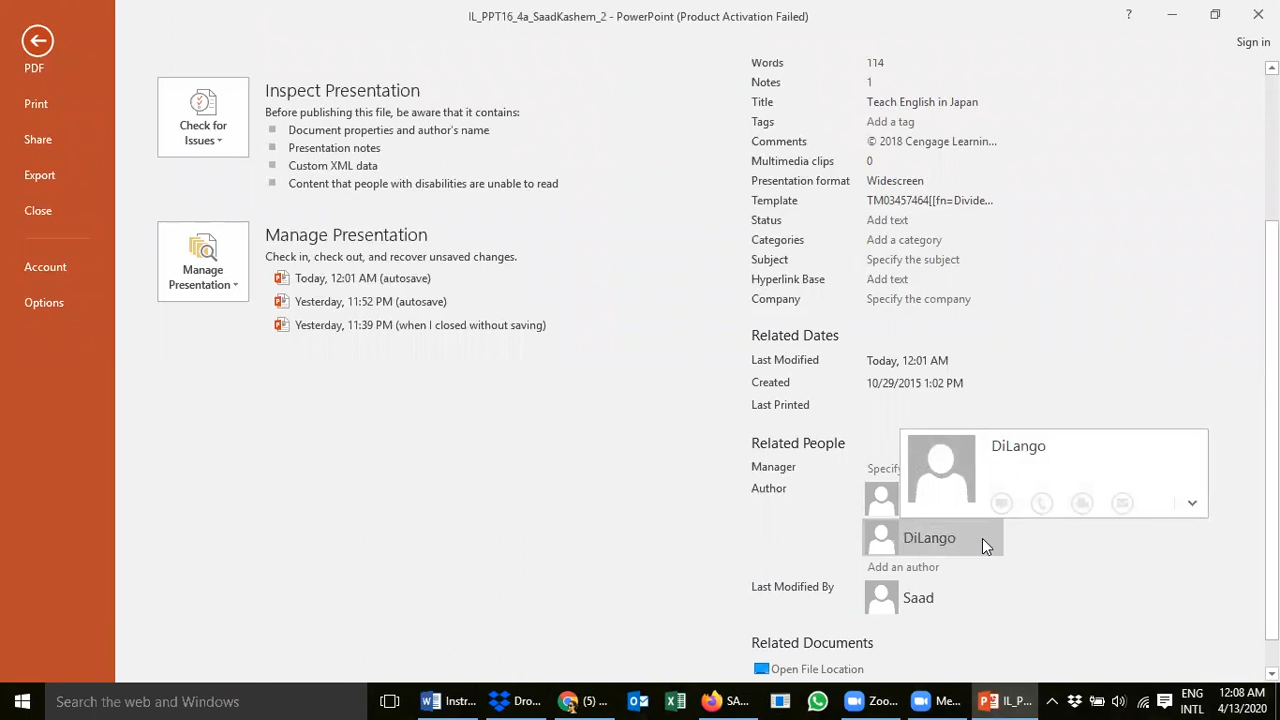 IL_PPT16_4a_SaadKashem_2 - PowerPoint (Product Activation Failed)
?
Sign in
PDF
Print
Share
Export
Close
Account
Options
Check for
Issues
Inspect Presentation
Before publishing this file, be aware that it contains:
Document properties and author's name
Presentation notes
Custom XML data
Content that people with disabilities are unable to read
Manage
Presentation
Manage Presentation
Check in, check out, and recover unsaved changes.
Today, 12:01 AM (autosave)
Yesterday, 11:52 PM (autosave)
Yesterday, 11:39 PM (when I closed without saving)
Words 114
Notes 1
Title Teach English in Japan
Tags Add a tag
Comments © 2018 Cengage Learnin...
Multimedia clips 0
Presentation format Widescreen
Template TM03457464[[fn=Divide...
Status Add text
Categories Add a category
Subject Specify the subject
Hyperlink Base Add text
Company Specify the company
Related Dates
Last Modified Today, 12:01 AM
Created 10/29/2015 1:02 PM
Last Printed
Related People
Manager Specify
Author
DiLango
DiLango
Add an author
Last Modified By Saad
Related Documents
Open File Location
Search the web and Windows
Instr...
Dro...
(5) ...
SA...
Zoo...
Me...
IL_P...
ENG
INTL
12:08 AM
4/13/2020